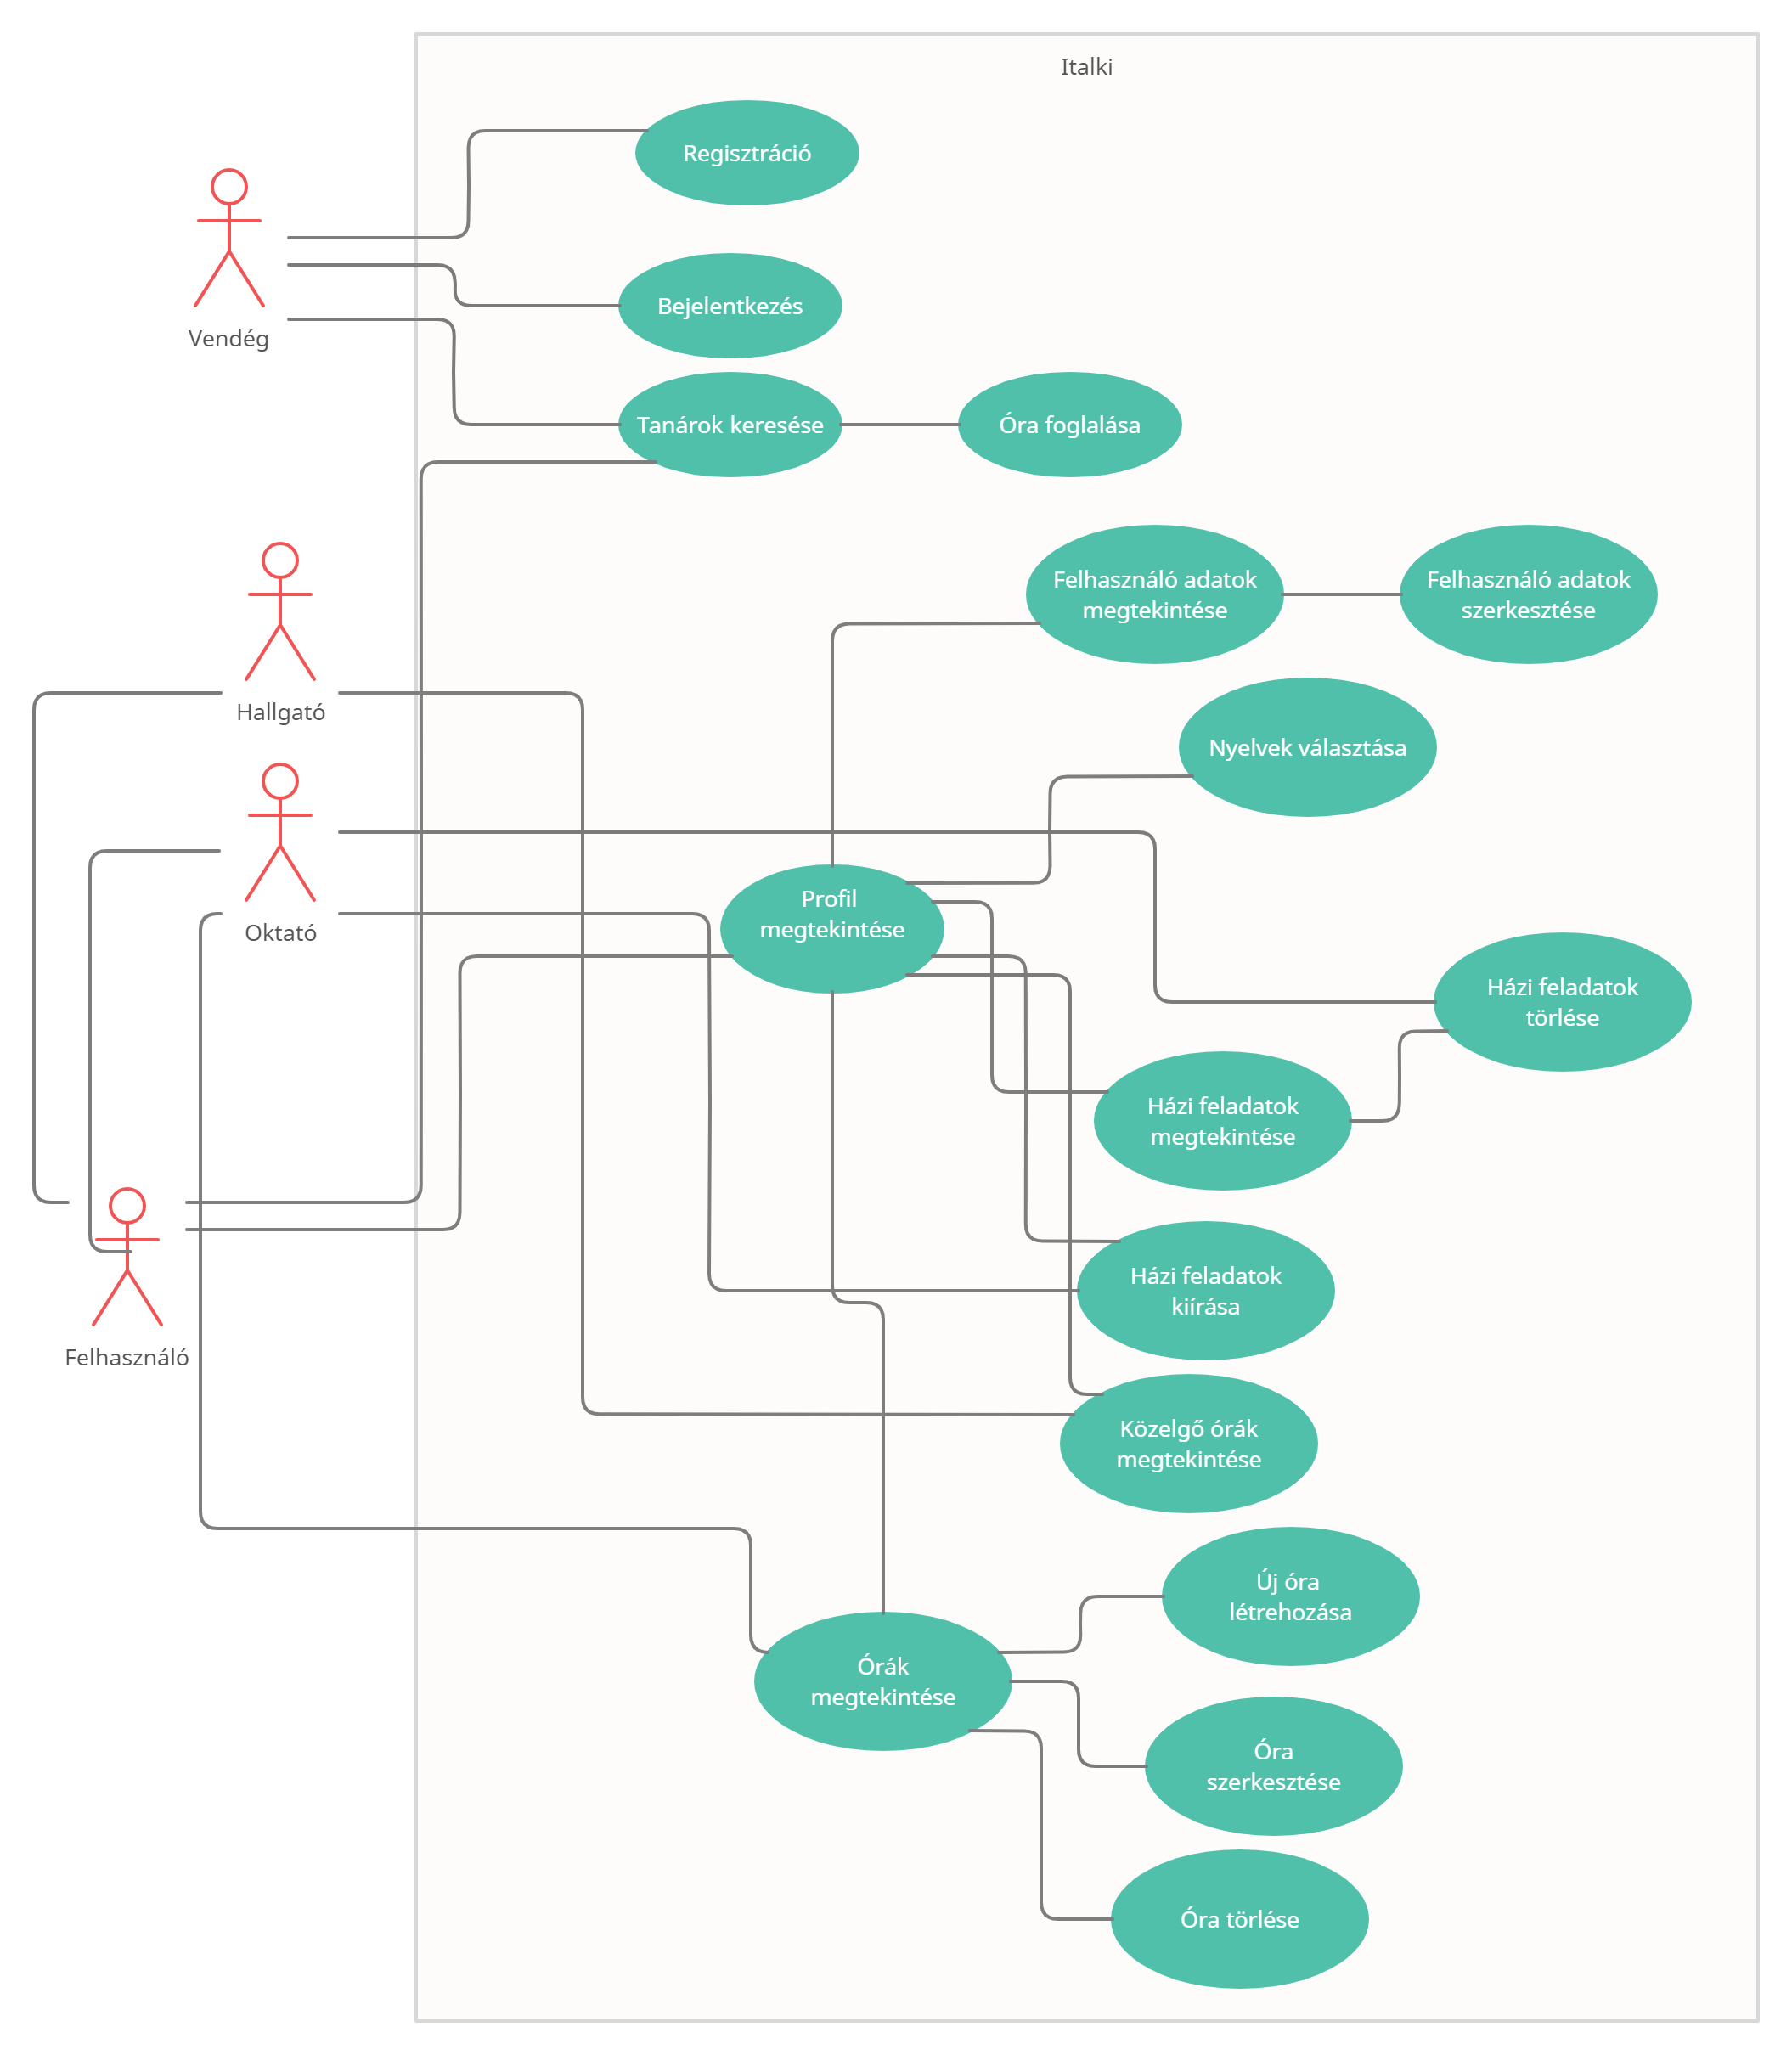 Italki
Regisztráció
Vendég
Bejelentkezés
Tanárok keresése
Óra foglalása
Felhasználó adatok
megtekintése
Felhasználó adatok
szerkesztése
Hallgató
Nyelvek választása
Oktató
Profil
megtekintése
Házi feladatok
törlése
Házi feladatok
megtekintése
Házi feladatok
kiírása
Felhasználó
Közelgő órák
megtekintése
Új óra
létrehozása
Órák
megtekintése
Óra
szerkesztése
Óra törlése